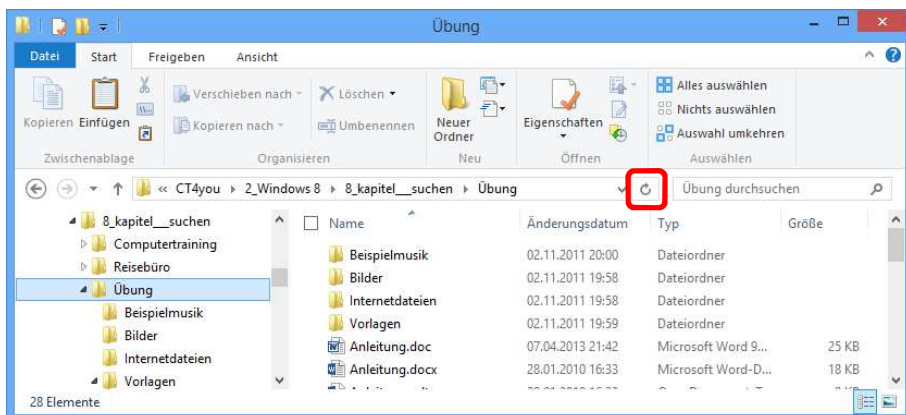 Übung
Datei Start Freigeben Ansicht
Kopieren Einfügen Verschieben nach Kopieren nach Löschen Umbenennen Neuer Ordner Eigenschaften Alles auswählen Nichts auswählen Auswahl umkehren
Zwischenablage Organisieren Neu Öffnen Auswählen
« CT4you 2_Windows 8 8_kapitel__suchen Übung Übung durchsuchen
8_kapitel__suchen
Computertraining
Reisebüro
Übung
Beispielmusik
Bilder
Internetdateien
Vorlagen
Name Änderungsdatum Typ Größe
Beispielmusik 02.11.2011 20:00 Dateiordner
Bilder 02.11.2011 19:58 Dateiordner
Internetdateien 02.11.2011 19:58 Dateiordner
Vorlagen 02.11.2011 19:59 Dateiordner
Anleitung.doc 07.04.2013 21:42 Microsoft Word 9... 25 KB
Anleitung.docx 28.01.2010 16:33 Microsoft Word-D... 18 KB
28 Elemente